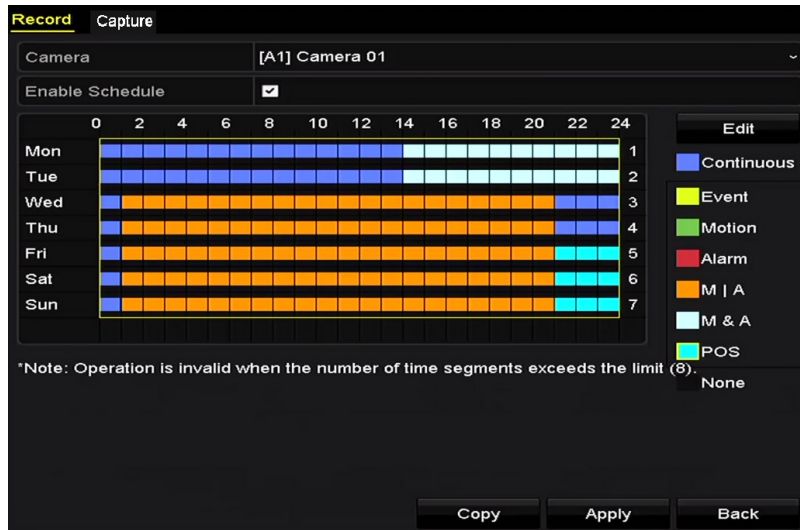 Record Capture
Camera [A1] Camera 01
Enable Schedule
0 2 4 6 8 10 12 14 16 18 20 22 24
Edit
Mon 1
Continuous
Tue 2
Wed 3
Event
Thu 4
Motion
Fri 5
Alarm
Sat 6
M | A
Sun 7
M & A
POS
*Note: Operation is invalid when the number of time segments exceeds the limit (8).
None
Copy Apply Back